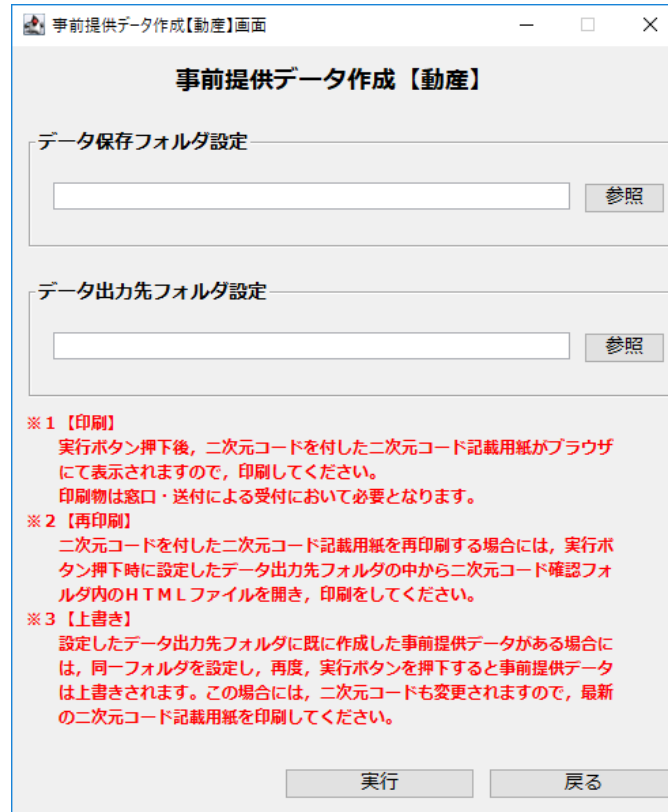 事前提供データ作成【動産】画面
事前提供データ作成【動産】
データ保存フォルダ設定
参照
データ出力先フォルダ設定
参照
※1【印刷】
実行ボタン押下後,二次元コードを付した二次元コード記載用紙がブラウザ
にて表示されますので,印刷してください。
印刷物は窓口・送付による受付において必要となります。
※2【再印刷】
二次元コードを付した二次元コード記載用紙を再印刷する場合には,実行ボ
タン押下時に設定したデータ出力先フォルダの中から二次元コード確認フォ
ルダ内のHTMLファイルを開き,印刷をしてください。
※3【上書き】
設定したデータ出力先フォルダに既に作成した事前提供データがある場合に
は,同一フォルダを設定し,再度,実行ボタンを押下すると事前提供データ
は上書きされます。この場合には,二次元コードも変更されますので,最新
の二次元コード記載用紙を印刷してください。
実行
戻る